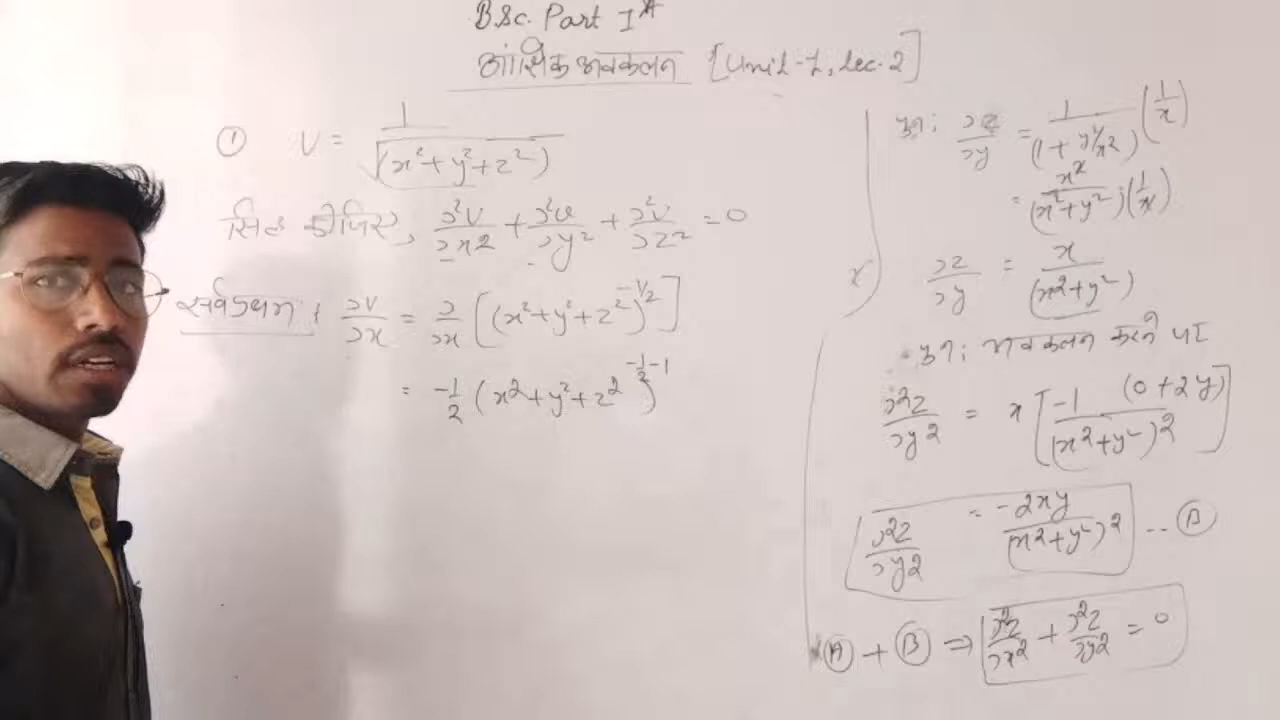 B.Sc. Part Ist
आंशिक अवकलन [Unit-I, Lec-2]
① V = 1/√(x²+y²+z²)
सिद्ध कीजिए, ∂²V/∂x² + ∂²V/∂y² + ∂²V/∂z² = 0
सर्वप्रथम, ∂V/∂x = ∂/∂x [(x²+y²+z²)^(-1/2)]
= -1/2 (x²+y²+z²)^(-1/2 - 1)
पुनः ∂z/∂y = 1/(1+y²/x²) (1/x)
= x²/(x²+y²) (1/x)
∂z/∂y = x/(x²+y²)
पुनः अवकलन करने पर
∂²z/∂y² = x [-1 (0+2y)/(x²+y²)²]
∂²z/∂y² = -2xy/(x²+y²)² -- Ⓑ
Ⓐ + Ⓑ ⇒ ∂²z/∂x² + ∂²z/∂y² = 0